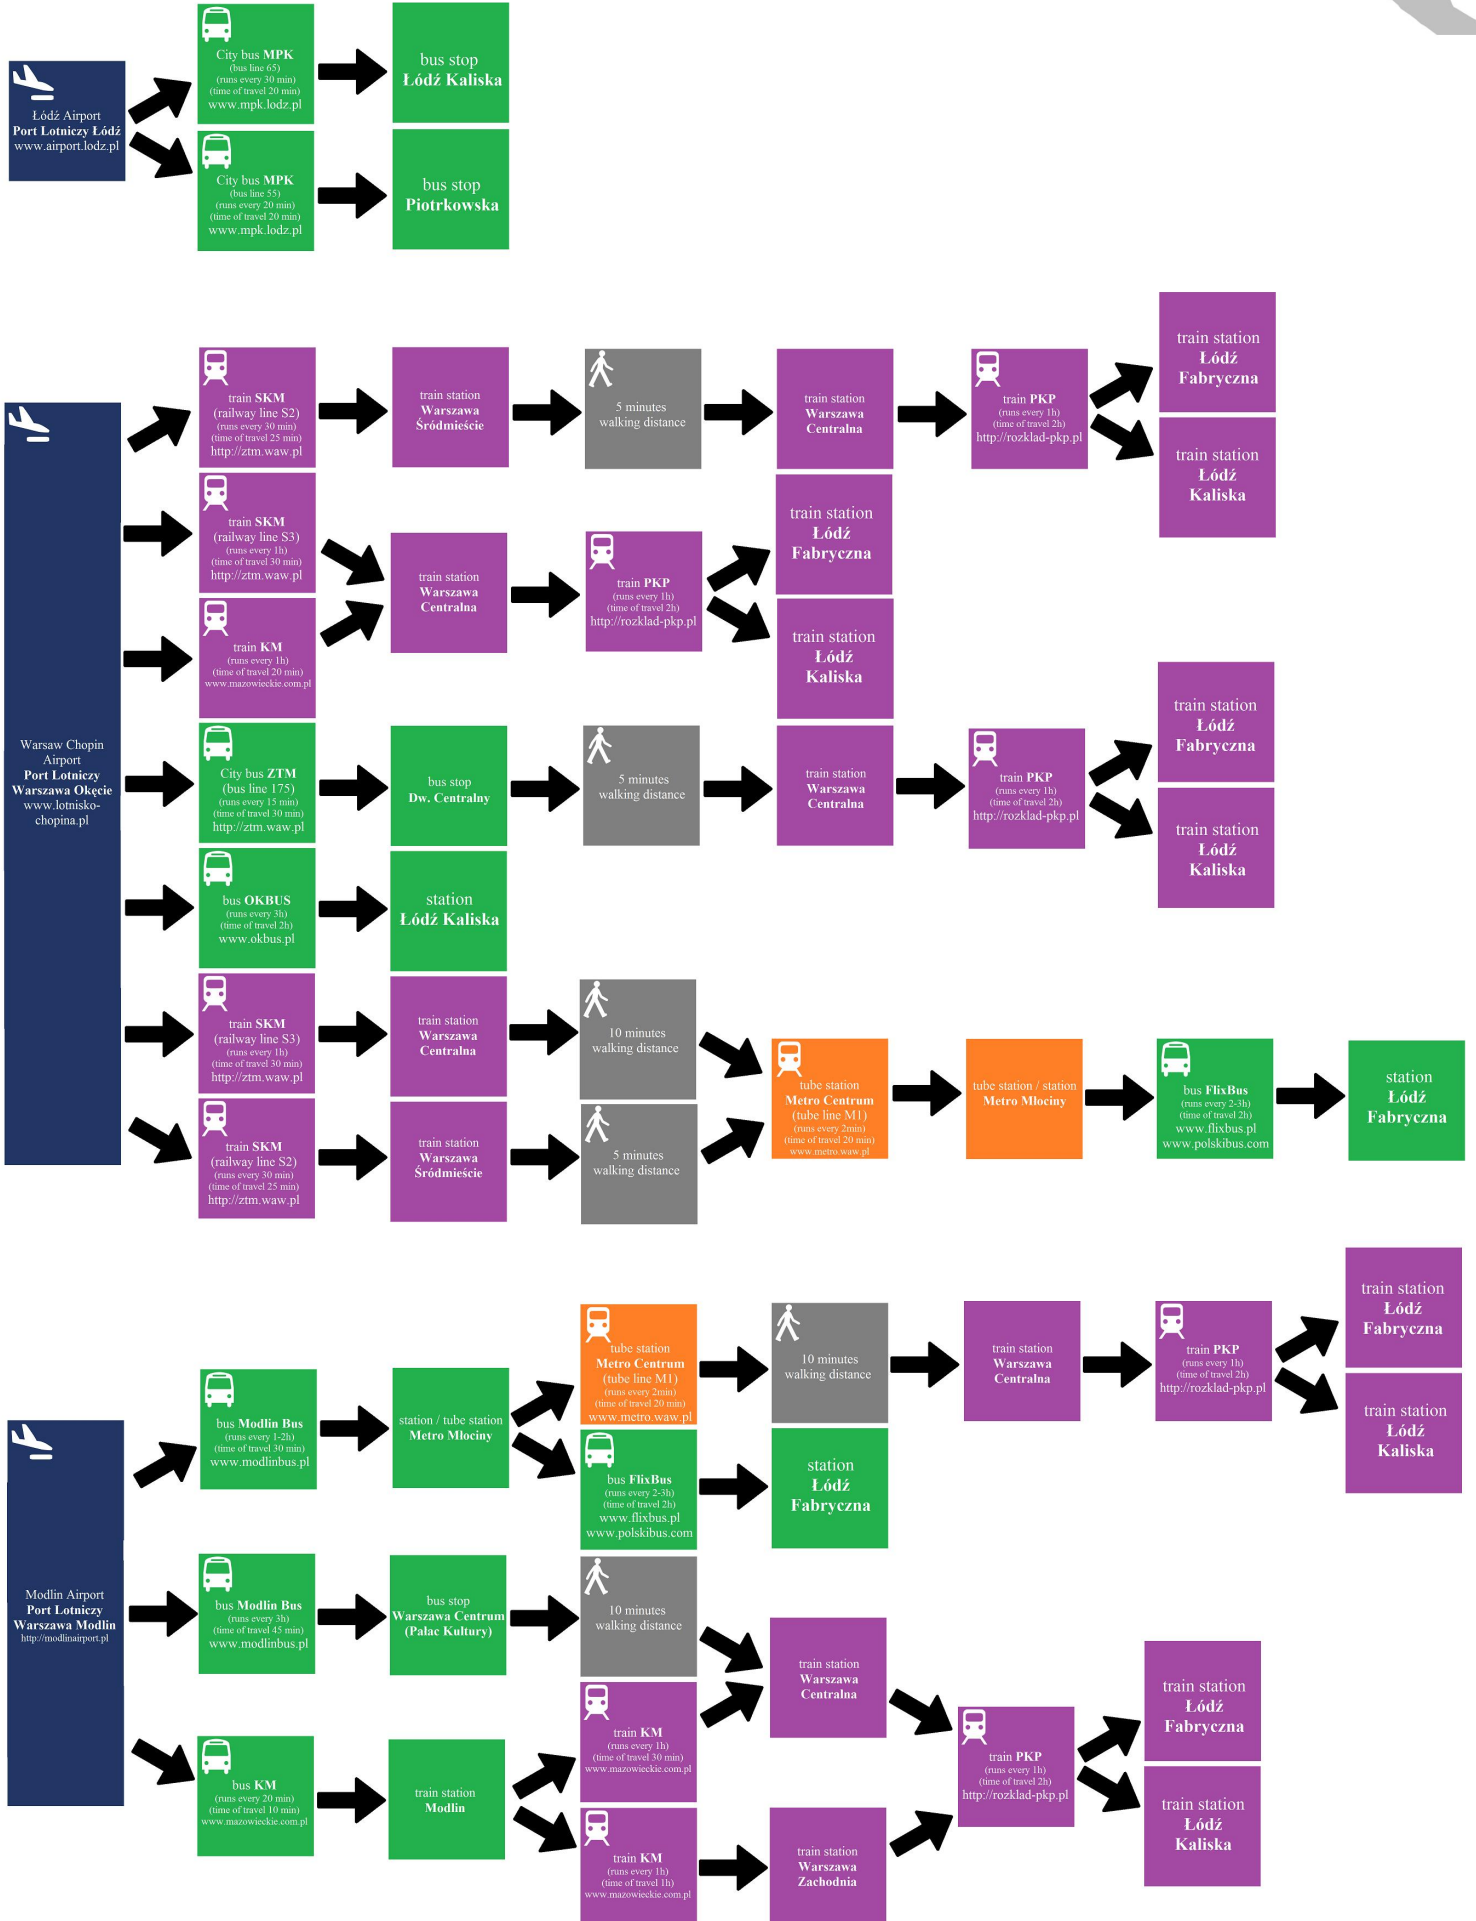 City bus MPK
(bus line 65)
(runs every 30 min)
(time of travel 20 min)
www.mpk.lodz.pl
bus stop
Łódź Kaliska
Łódź Airport
Port Lotniczy Łódź
www.airport.lodz.pl
City bus MPK
(bus line 55)
(runs every 20 min)
(time of travel 20 min)
www.mpk.lodz.pl
bus stop
Piotrkowska
Warsaw Chopin
Airport
Port Lotniczy
Warszawa Okęcie
www.lotnisko-
chopina.pl
train SKM
(railway line S2)
(runs every 30 min)
(time of travel 25 min)
http://ztm.waw.pl
train station
Warszawa
Śródmieście
5 minutes
walking distance
train station
Warszawa
Centralna
train PKP
(runs every 1h)
(time of travel 2h)
http://rozklad-pkp.pl
train station
Łódź
Fabryczna
train station
Łódź
Kaliska
train SKM
(railway line S3)
(runs every 1h)
(time of travel 30 min)
http://ztm.waw.pl
train KM
(runs every 1h)
(time of travel 20 min)
www.mazowieckie.com.pl
train station
Warszawa
Centralna
train PKP
(runs every 1h)
(time of travel 2h)
http://rozklad-pkp.pl
train station
Łódź
Fabryczna
train station
Łódź
Kaliska
City bus ZTM
(bus line 175)
(runs every 15 min)
(time of travel 30 min)
http://ztm.waw.pl
bus stop
Dw. Centralny
5 minutes
walking distance
train station
Warszawa
Centralna
train PKP
(runs every 1h)
(time of travel 2h)
http://rozklad-pkp.pl
train station
Łódź
Fabryczna
train station
Łódź
Kaliska
bus OKBUS
(runs every 3h)
(time of travel 2h)
www.okbus.pl
station
Łódź Kaliska
train SKM
(railway line S3)
(runs every 1h)
(time of travel 30 min)
http://ztm.waw.pl
train station
Warszawa
Centralna
10 minutes
walking distance
train SKM
(railway line S2)
(runs every 30 min)
(time of travel 25 min)
http://ztm.waw.pl
train station
Warszawa
Śródmieście
5 minutes
walking distance
tube station
Metro Centrum
(tube line M1)
(runs every 2min)
(time of travel 20 min)
www.metro.waw.pl
tube station / station
Metro Młociny
bus FlixBus
(runs every 2-3h)
(time of travel 2h)
www.flixbus.pl
www.polskibus.com
station
Łódź
Fabryczna
Modlin Airport
Port Lotniczy
Warszawa Modlin
http://modlinairport.pl
bus Modlin Bus
(runs every 1-2h)
(time of travel 30 min)
www.modlinbus.pl
station / tube station
Metro Młociny
tube station
Metro Centrum
(tube line M1)
(runs every 2min)
(time of travel 20 min)
www.metro.waw.pl
10 minutes
walking distance
train station
Warszawa
Centralna
train PKP
(runs every 1h)
(time of travel 2h)
http://rozklad-pkp.pl
train station
Łódź
Fabryczna
train station
Łódź
Kaliska
bus FlixBus
(runs every 2-3h)
(time of travel 2h)
www.flixbus.pl
www.polskibus.com
station
Łódź
Fabryczna
bus Modlin Bus
(runs every 3h)
(time of travel 45 min)
www.modlinbus.pl
bus stop
Warszawa Centrum
(Pałac Kultury)
10 minutes
walking distance
bus KM
(runs every 20 min)
(time of travel 10 min)
www.mazowieckie.com.pl
train station
Modlin
train KM
(runs every 1h)
(time of travel 30 min)
www.mazowieckie.com.pl
train station
Warszawa
Centralna
train KM
(runs every 1h)
(time of travel 1h)
www.mazowieckie.com.pl
train station
Warszawa
Zachodnia
train PKP
(runs every 1h)
(time of travel 2h)
http://rozklad-pkp.pl
train station
Łódź
Fabryczna
train station
Łódź
Kaliska